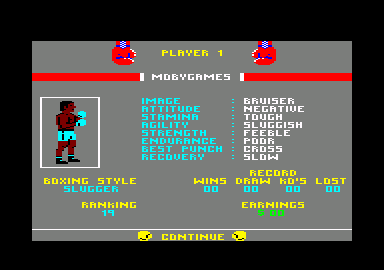 PLAYER 1
MOBYGAMES
IMAGE : BRUISER
ATTITUDE : NEGATIVE
STAMINA : TOUGH
AGILITY : SLUGGISH
STRENGTH : FEEBLE
ENDURANCE : POOR
BEST PUNCH : CROSS
RECOVERY : SLOW
RECORD
BOXING STYLE WINS DRAW KO'S LOST
SLUGGER 00 00 00 00
RANKING EARNINGS
19 $ 00
CONTINUE